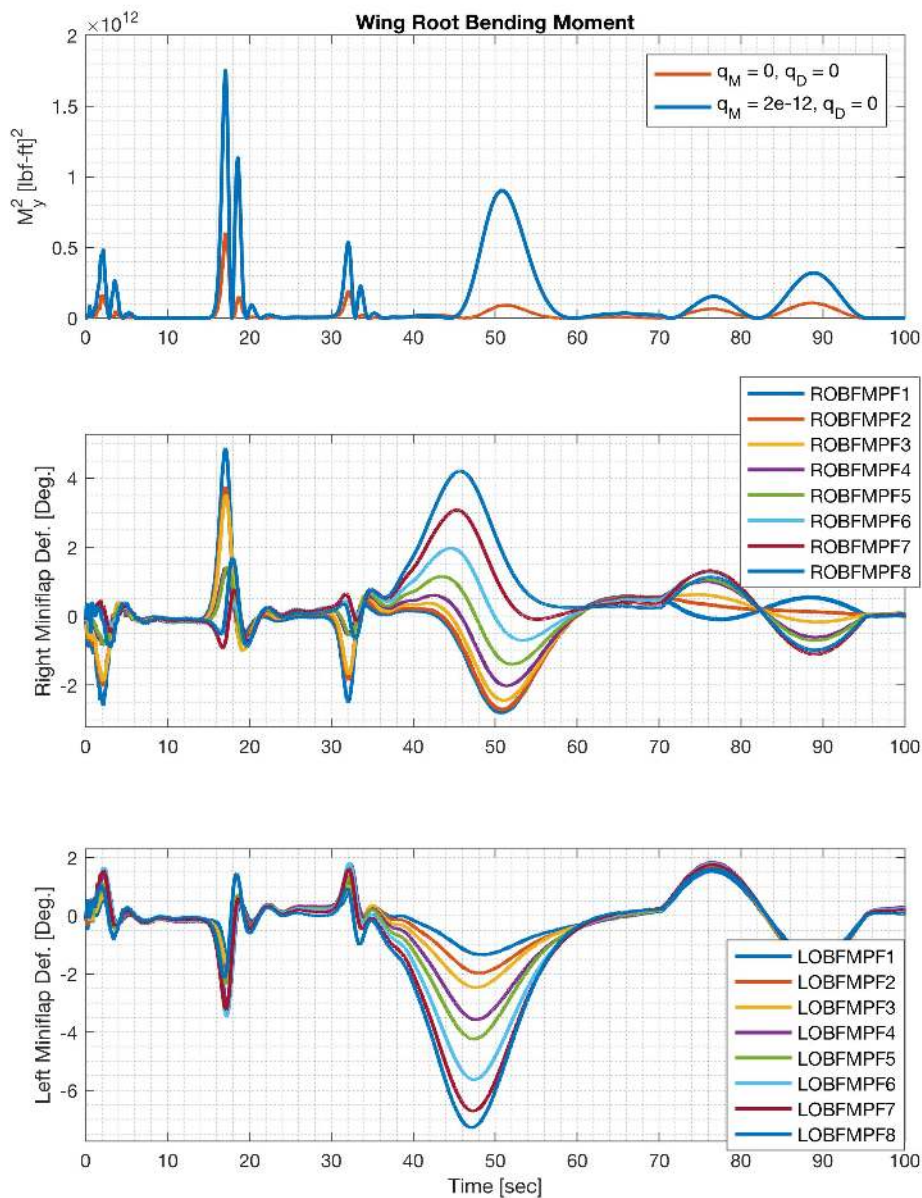 Wing Root Bending Moment
×10^12
2
1.5
1
0.5
0
M_y^2 [lbf-ft]^2
q_M = 0, q_D = 0
q_M = 2e-12, q_D = 0
0 10 20 30 40 50 60 70 80 90 100
ROBFMPF1
ROBFMPF2
ROBFMPF3
ROBFMPF4
ROBFMPF5
ROBFMPF6
ROBFMPF7
ROBFMPF8
4
2
0
-2
Right Miniflap Def. [Deg.]
0 10 20 30 40 50 60 70 80 90 100
2
0
-2
-4
-6
Left Miniflap Def. [Deg.]
LOBFMPF1
LOBFMPF2
LOBFMPF3
LOBFMPF4
LOBFMPF5
LOBFMPF6
LOBFMPF7
LOBFMPF8
0 10 20 30 40 50 60 70 80 90 100
Time [sec]